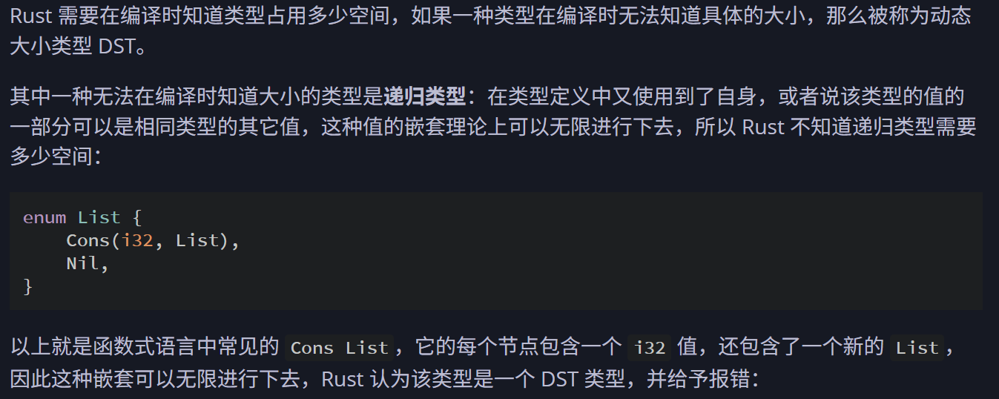 Rust 需要在编译时知道类型占用多少空间，如果一种类型在编译时无法知道具体的大小，那么被称为动态
大小类型 DST。
其中一种无法在编译时知道大小的类型是递归类型：在类型定义中又使用到了自身，或者说该类型的值的
一部分可以是相同类型的其它值，这种值的嵌套理论上可以无限进行下去，所以 Rust 不知道递归类型需要
多少空间：
enum List {
    Cons(i32, List),
    Nil,
}
以上就是函数式语言中常见的 Cons List，它的每个节点包含一个 i32 值，还包含了一个新的 List，
因此这种嵌套可以无限进行下去，Rust 认为该类型是一个 DST 类型，并给予报错：